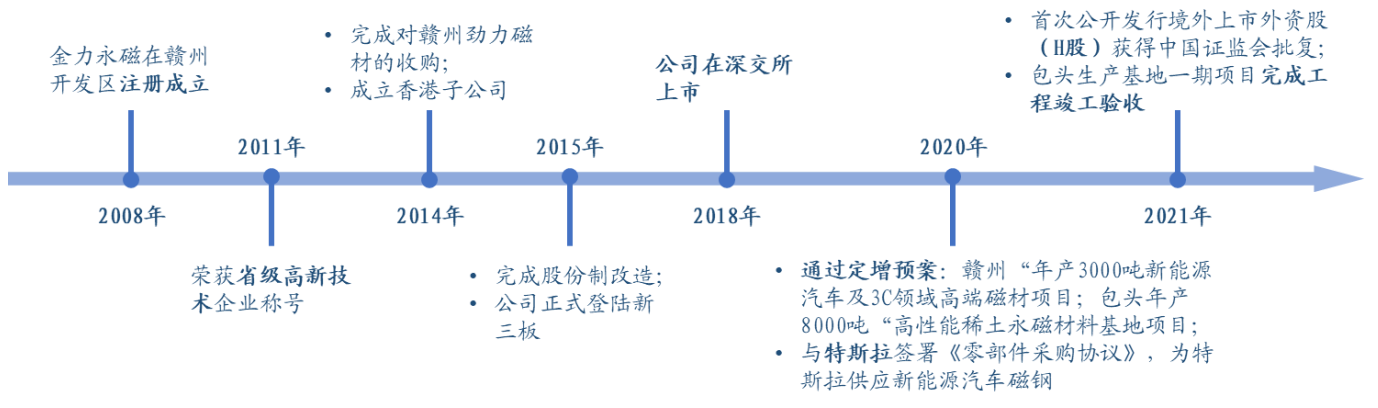 金力永磁在赣州
开发区注册成立
2008年
2011年
荣获省级高新技
术企业称号
• 完成对赣州劲力磁
材的收购;
• 成立香港子公司
2014年
2015年
• 完成股份制改造;
• 公司正式登陆新
三板
公司在深交所
上市
2018年
2020年
• 通过定增预案：赣州“年产3000吨新能源
汽车及3C领域高端磁材项目；包头年产
8000吨“高性能稀土永磁材料基地项目；
• 与特斯拉签署《零部件采购协议》，为特
斯拉供应新能源汽车磁钢
• 首次公开发行境外上市外资股
（H股）获得中国证监会批复;
• 包头生产基地一期项目完成工
程竣工验收
2021年